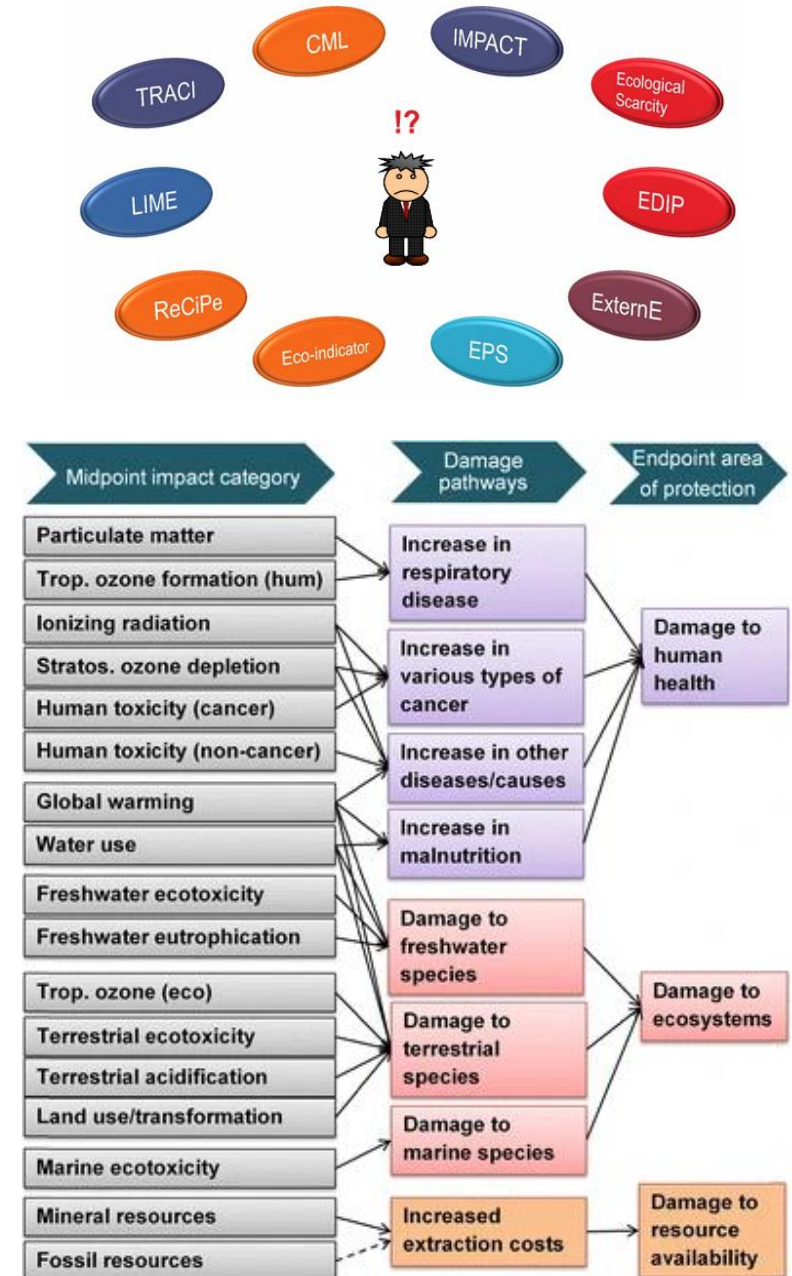 CML
IMPACT
TRACI
Ecological
Scarcity
!?
LIME
EDIP
ReCiPe
ExternE
Eco-indicator
EPS
Midpoint impact category
Damage
pathways
Endpoint area
of protection
Particulate matter
Trop. ozone formation (hum)
Ionizing radiation
Stratos. ozone depletion
Human toxicity (cancer)
Human toxicity (non-cancer)
Global warming
Water use
Freshwater ecotoxicity
Freshwater eutrophication
Trop. ozone (eco)
Terrestrial ecotoxicity
Terrestrial acidification
Land use/transformation
Marine ecotoxicity
Mineral resources
Fossil resources
Increase in
respiratory
disease
Increase in
various types of
cancer
Increase in other
diseases/causes
Increase in
malnutrition
Damage to
freshwater
species
Damage to
terrestrial
species
Damage to
marine species
Increased
extraction costs
Damage to
human
health
Damage to
ecosystems
Damage to
resource
availability